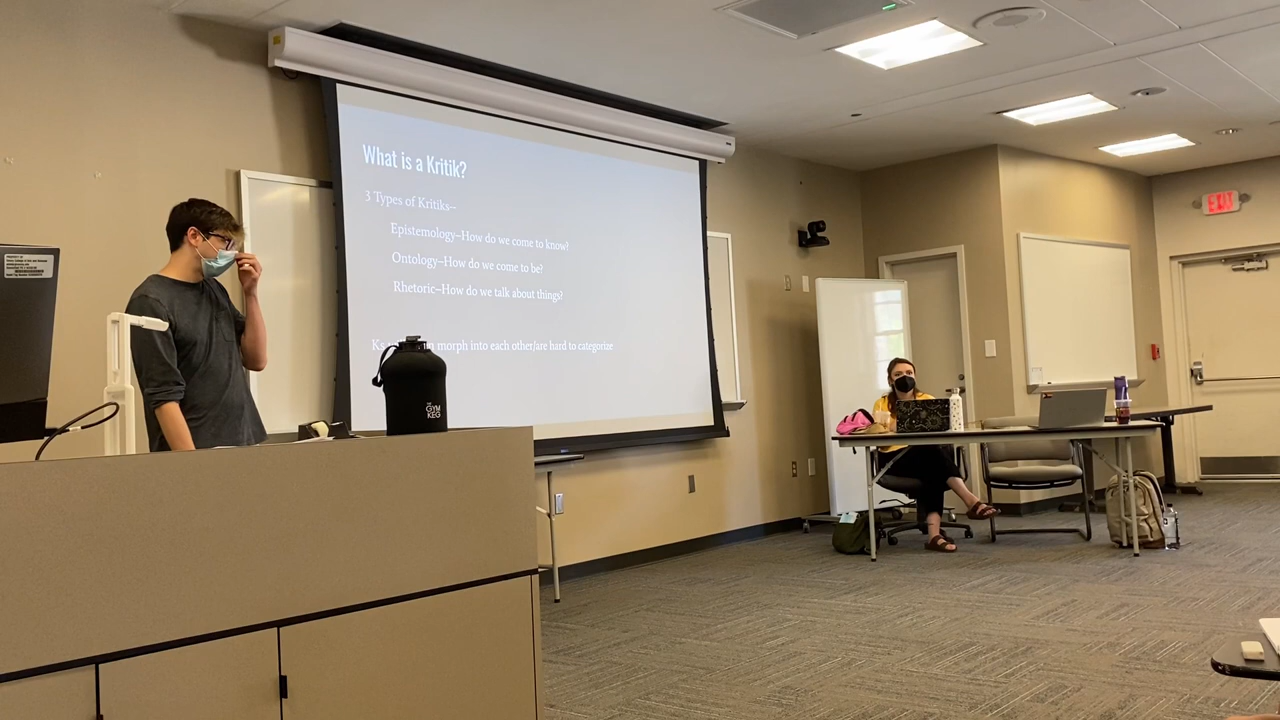 What is a Kritik?
3 Types of Kritiks–
Epistemology–How do we come to know?
Ontology–How do we come to be?
Rhetoric–How do we talk about things?
Ks morph into each other/are hard to categorize
THE
GYM
KEG
EXIT